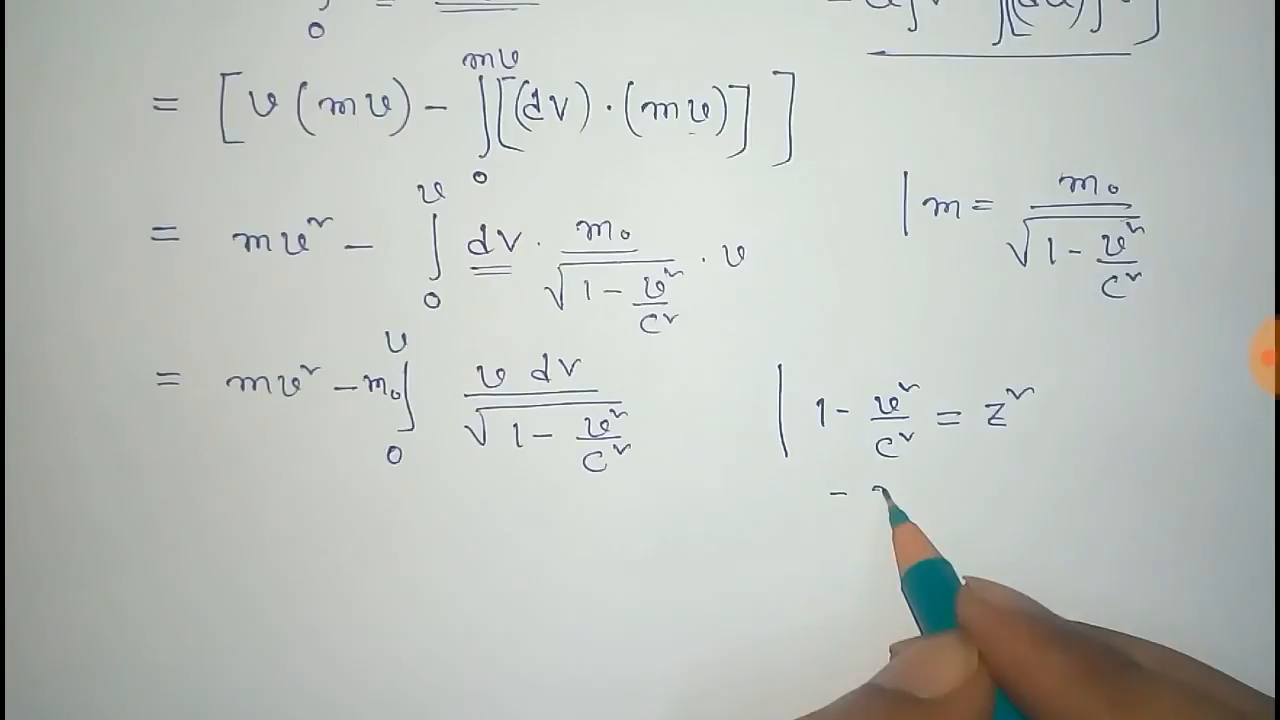 0 =
= [ v (mv) - ∫₀^{mv} [(dv) · (mv)] ]
= mv² - ∫₀^v dv · m₀/√(1 - v²/c²) · v
| m = m₀/√(1 - v²/c²)
= mv² - m₀ ∫₀^v v dv/√(1 - v²/c²)
| 1 - v²/c² = z²
-